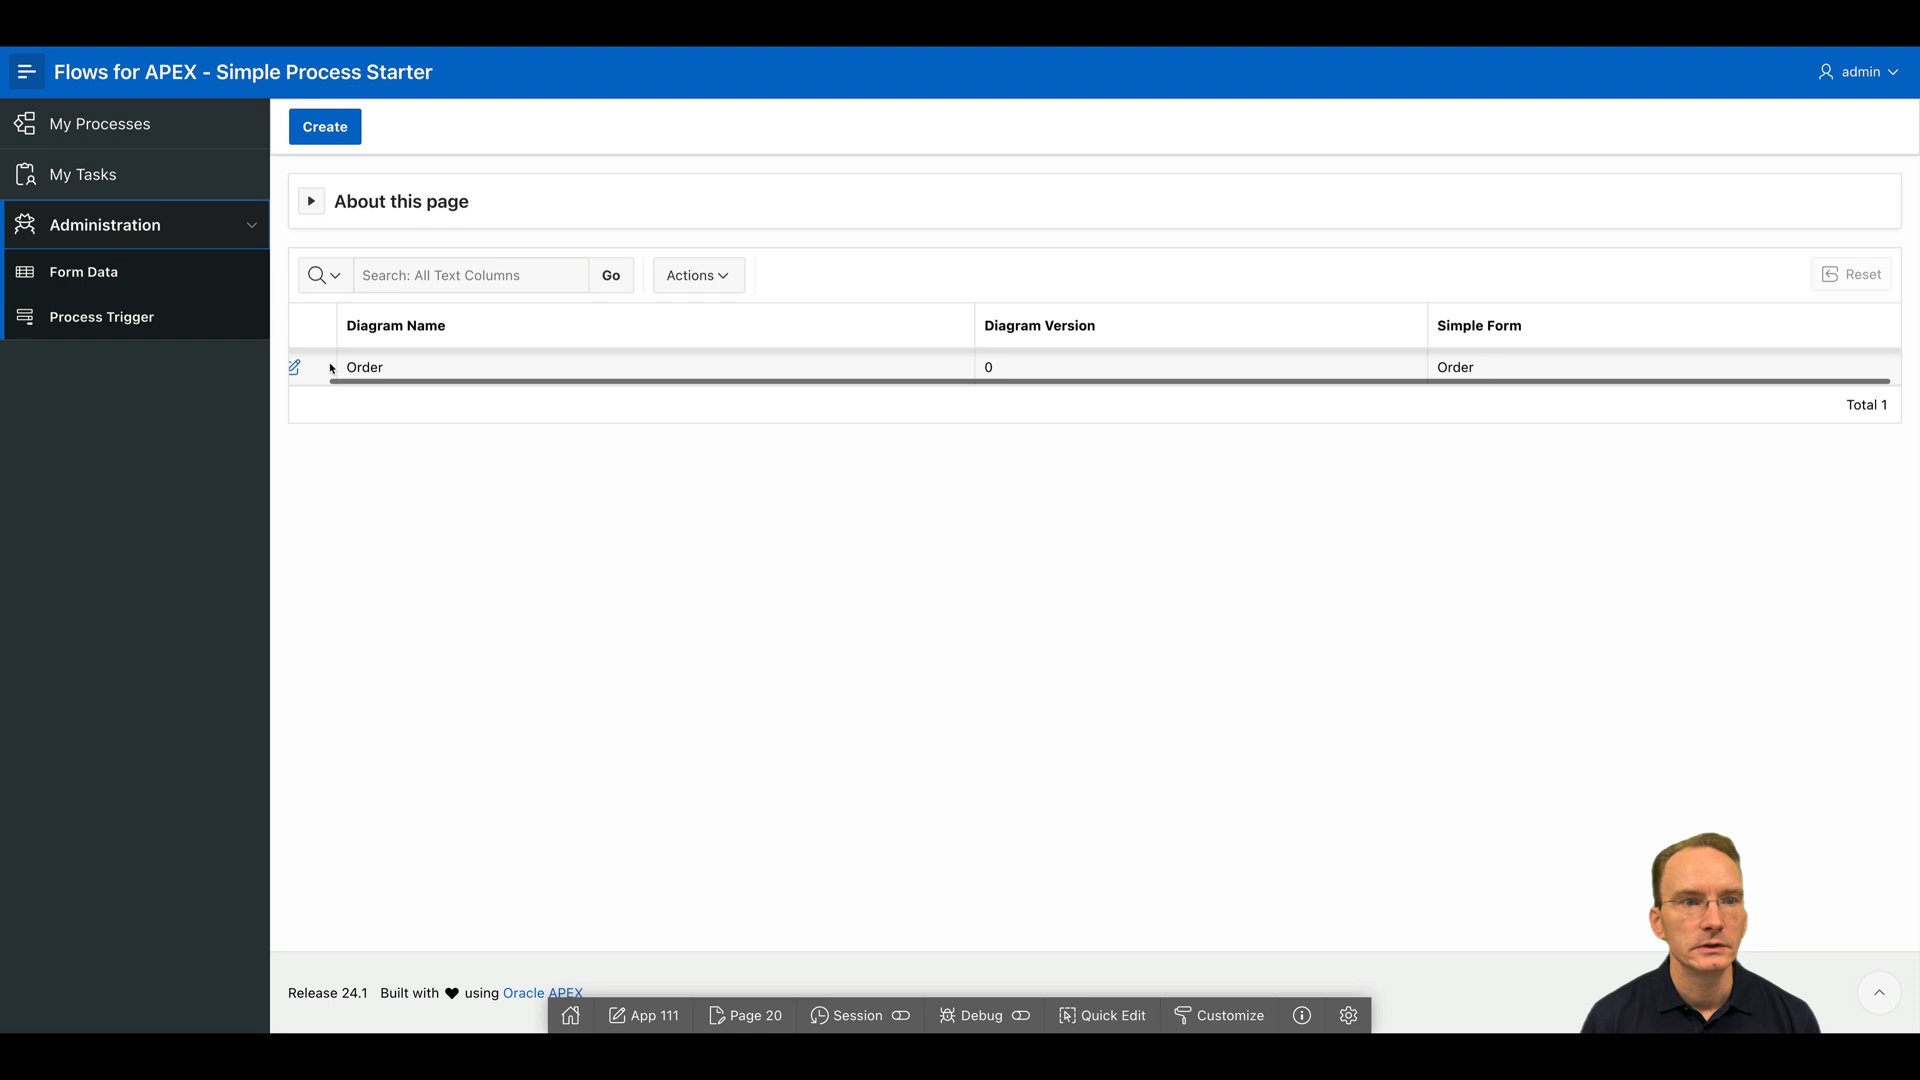 Flows for APEX - Simple Process Starter
admin
My Processes
My Tasks
Administration
Form Data
Process Trigger
Create
About this page
Search: All Text Columns
Go
Actions
Reset
Diagram Name
Diagram Version
Simple Form
Order
0
Order
Total 1
Release 24.1 Built with ♥ using Oracle APEX
App 111
Page 20
Session
Debug
Quick Edit
Customize